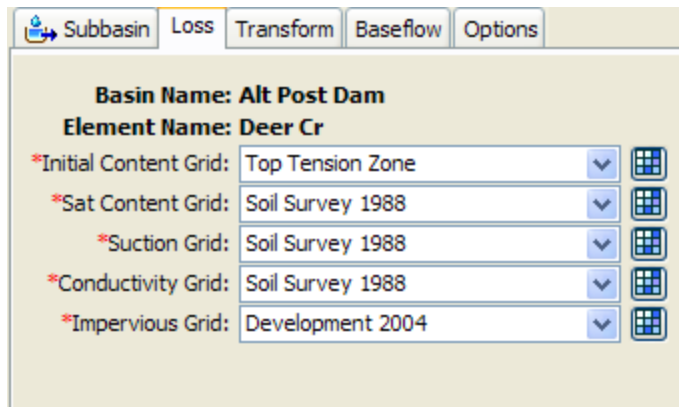 Subbasin Loss Transform Baseflow Options
Basin Name: Alt Post Dam
Element Name: Deer Cr
*Initial Content Grid: Top Tension Zone
*Sat Content Grid: Soil Survey 1988
*Suction Grid: Soil Survey 1988
*Conductivity Grid: Soil Survey 1988
*Impervious Grid: Development 2004